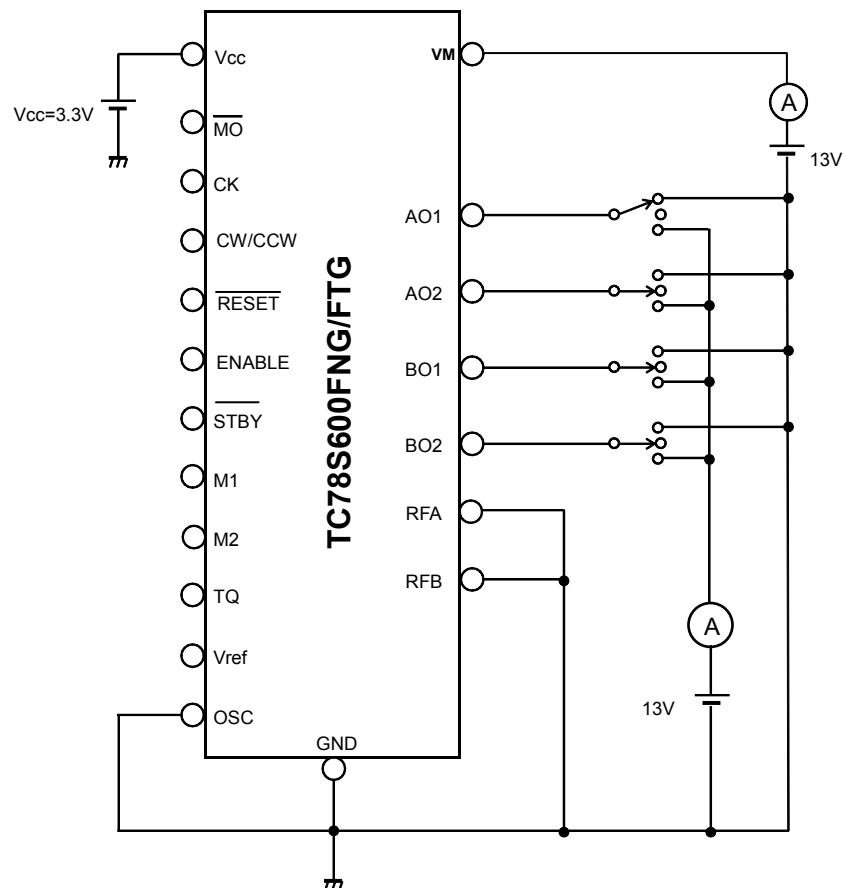 Vcc
VM
Vcc=3.3V
A
MO
13V
CK
AO1
CW/CCW
AO2
RESET
TC78S600FNG/FTG
ENABLE
BO1
STBY
BO2
M1
RFA
M2
RFB
TQ
A
Vref
13V
OSC
GND